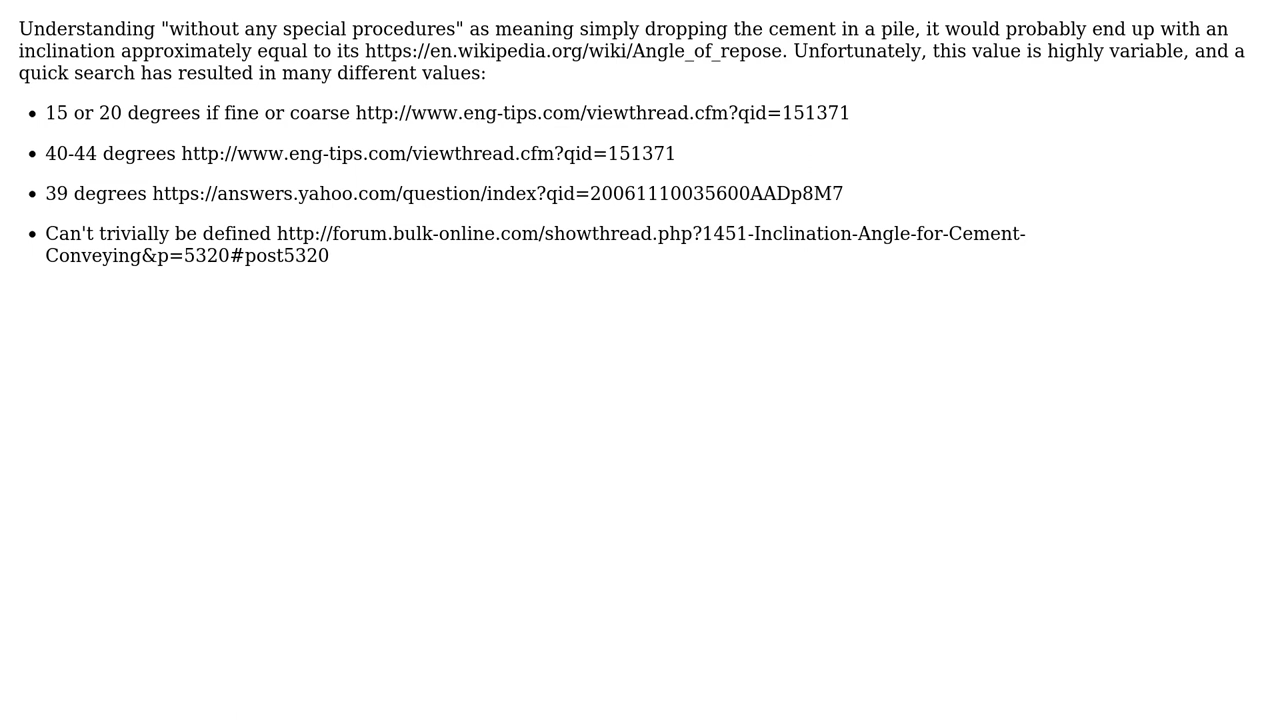 Understanding "without any special procedures" as meaning simply dropping the cement in a pile, it would probably end up with an
inclination approximately equal to its https://en.wikipedia.org/wiki/Angle_of_repose. Unfortunately, this value is highly variable, and a
quick search has resulted in many different values:
• 15 or 20 degrees if fine or coarse http://www.eng-tips.com/viewthread.cfm?qid=151371
• 40-44 degrees http://www.eng-tips.com/viewthread.cfm?qid=151371
• 39 degrees https://answers.yahoo.com/question/index?qid=20061110035600AADp8M7
• Can't trivially be defined http://forum.bulk-online.com/showthread.php?1451-Inclination-Angle-for-Cement-
Conveying&p=5320#post5320